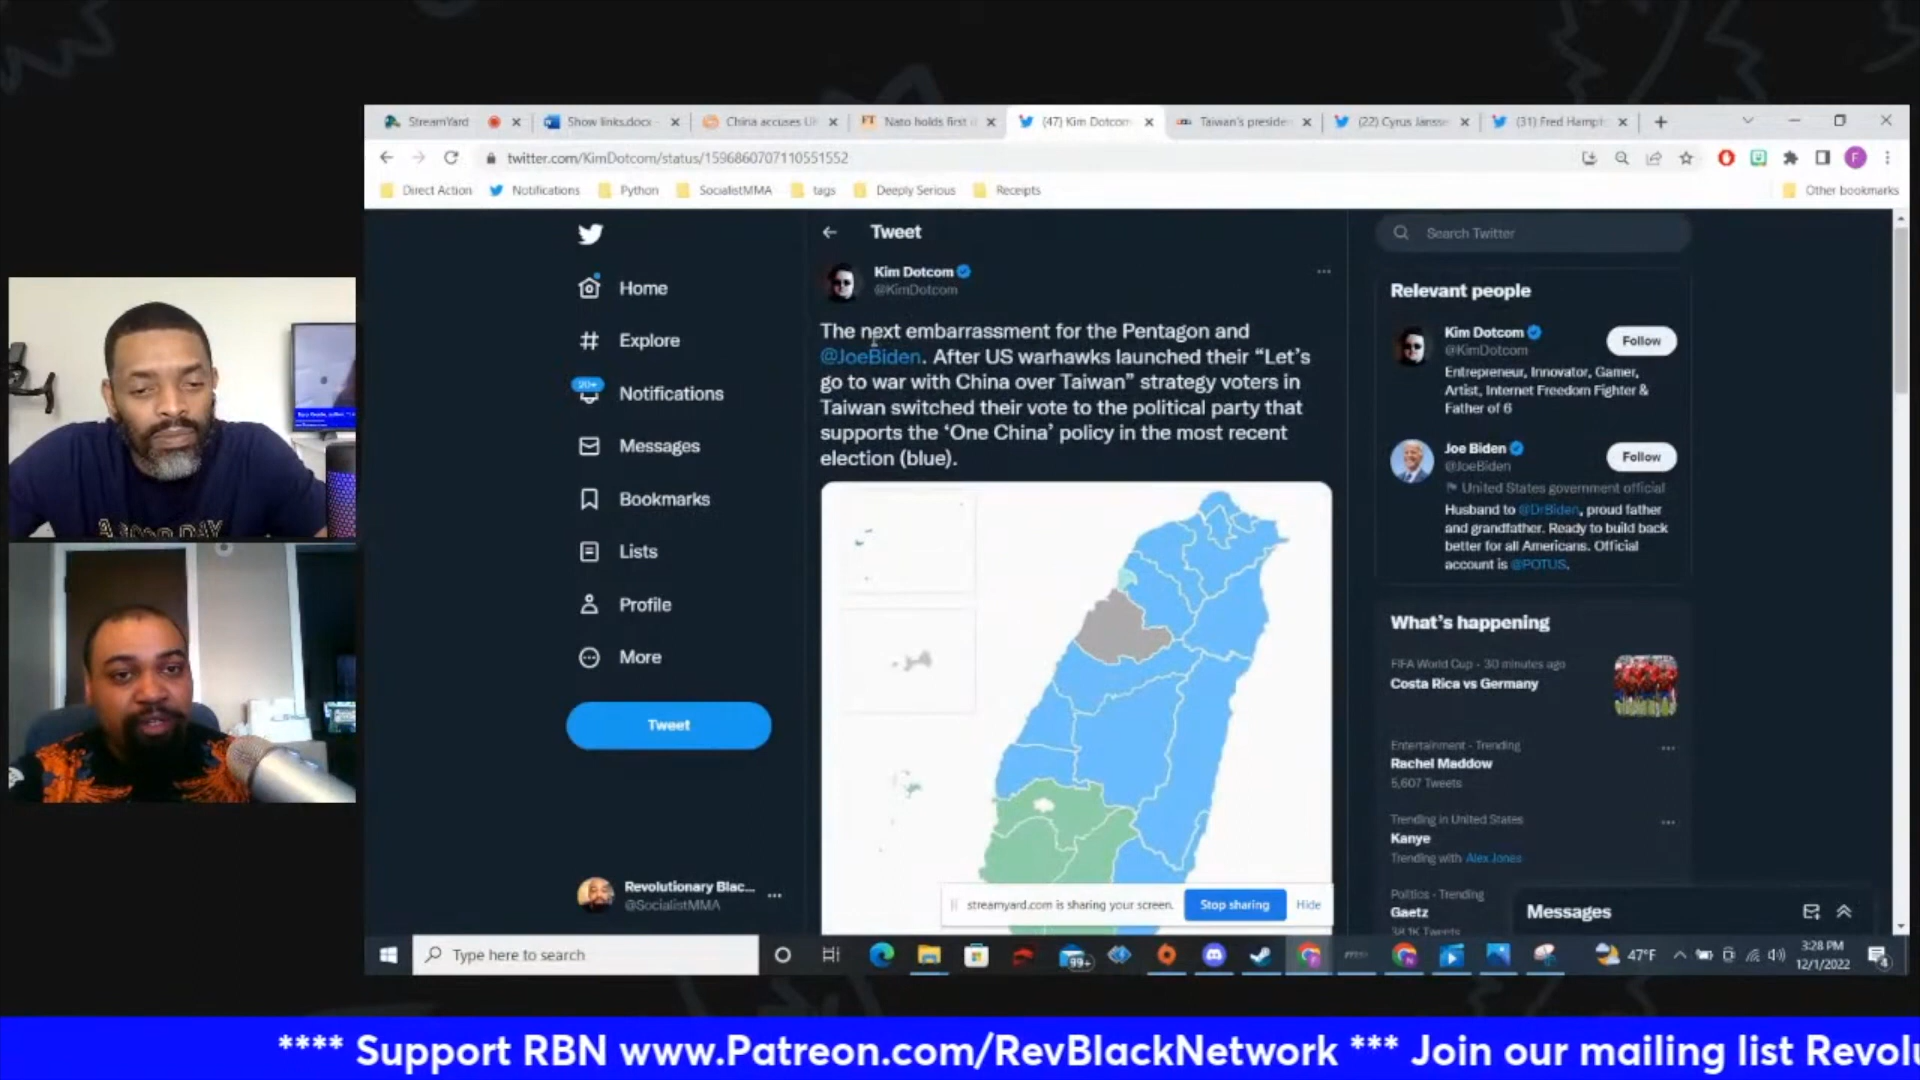 StreamYard
Show links.docx
China accuses U
Nato holds first
(47) Kim Dotcom
Taiwan's preside
(22) Cyrus Jansse
(31) Fred Hampt
twitter.com/KimDotcom/status/1596860707110551552
Direct Action
Notifications
Python
SocialistMMA
tags
Deeply Serious
Receipts
Other bookmarks
Home
Explore
20+
Notifications
Messages
Bookmarks
Lists
Profile
More
Tweet
Revolutionary Blac...
@SocialistMMA
Tweet
Kim Dotcom
@KimDotcom
The next embarrassment for the Pentagon and
@JoeBiden. After US warhawks launched their “Let’s
go to war with China over Taiwan” strategy voters in
Taiwan switched their vote to the political party that
supports the ‘One China’ policy in the most recent
election (blue).
streamyard.com is sharing your screen.
Stop sharing
Hide
Search Twitter
Relevant people
Kim Dotcom
@KimDotcom
Follow
Entrepreneur, Innovator, Gamer,
Artist, Internet Freedom Fighter &
Father of 6
Joe Biden
@JoeBiden
Follow
United States government official
Husband to @DrBiden, proud father
and grandfather. Ready to build back
better for all Americans. Official
account is @POTUS.
What’s happening
FIFA World Cup · 30 minutes ago
Costa Rica vs Germany
Entertainment · Trending
Rachel Maddow
5,607 Tweets
Trending in United States
Kanye
Trending with Alex Jones
Politics · Trending
Gaetz
38.1K Tweets
Messages
Type here to search
99+
47°F
3:28 PM
12/1/2022
4
**** Support RBN www.Patreon.com/RevBlackNetwork *** Join our mailing list Revolu